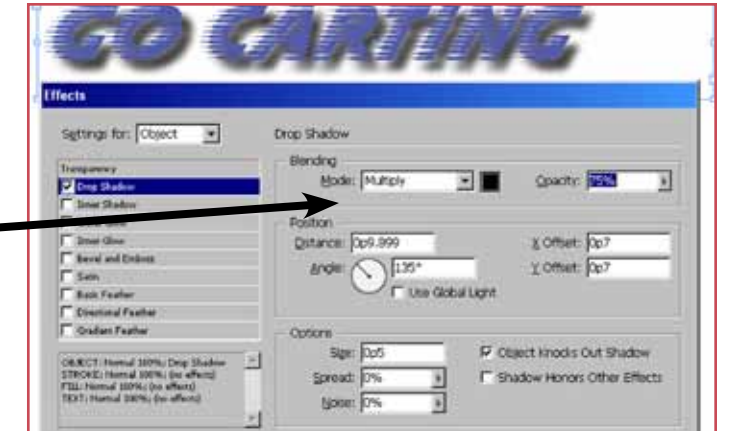 GO CARTING
Effects
Settings for: Object
Drop Shadow
Transparency
Drop Shadow
Inner Shadow
Inner Glow
Bevel and Emboss
Satin
Basic Feather
Directional Feather
Gradient Feather
OBJECT: Normal 100%; Drop Shadow
STROKE: Normal 100%; (no effects)
FILL: Normal 100%; (no effects)
TEXT: Normal 100%; (no effects)
Blending
Mode: Multiply
Opacity: 75%
Position
Distance: 0p9.899
X Offset: 0p7
Angle: 135°
Y Offset: 0p7
Use Global Light
Options
Size: 0p5
Object Knocks Out Shadow
Spread: 0%
Shadow Honors Other Effects
Noise: 0%